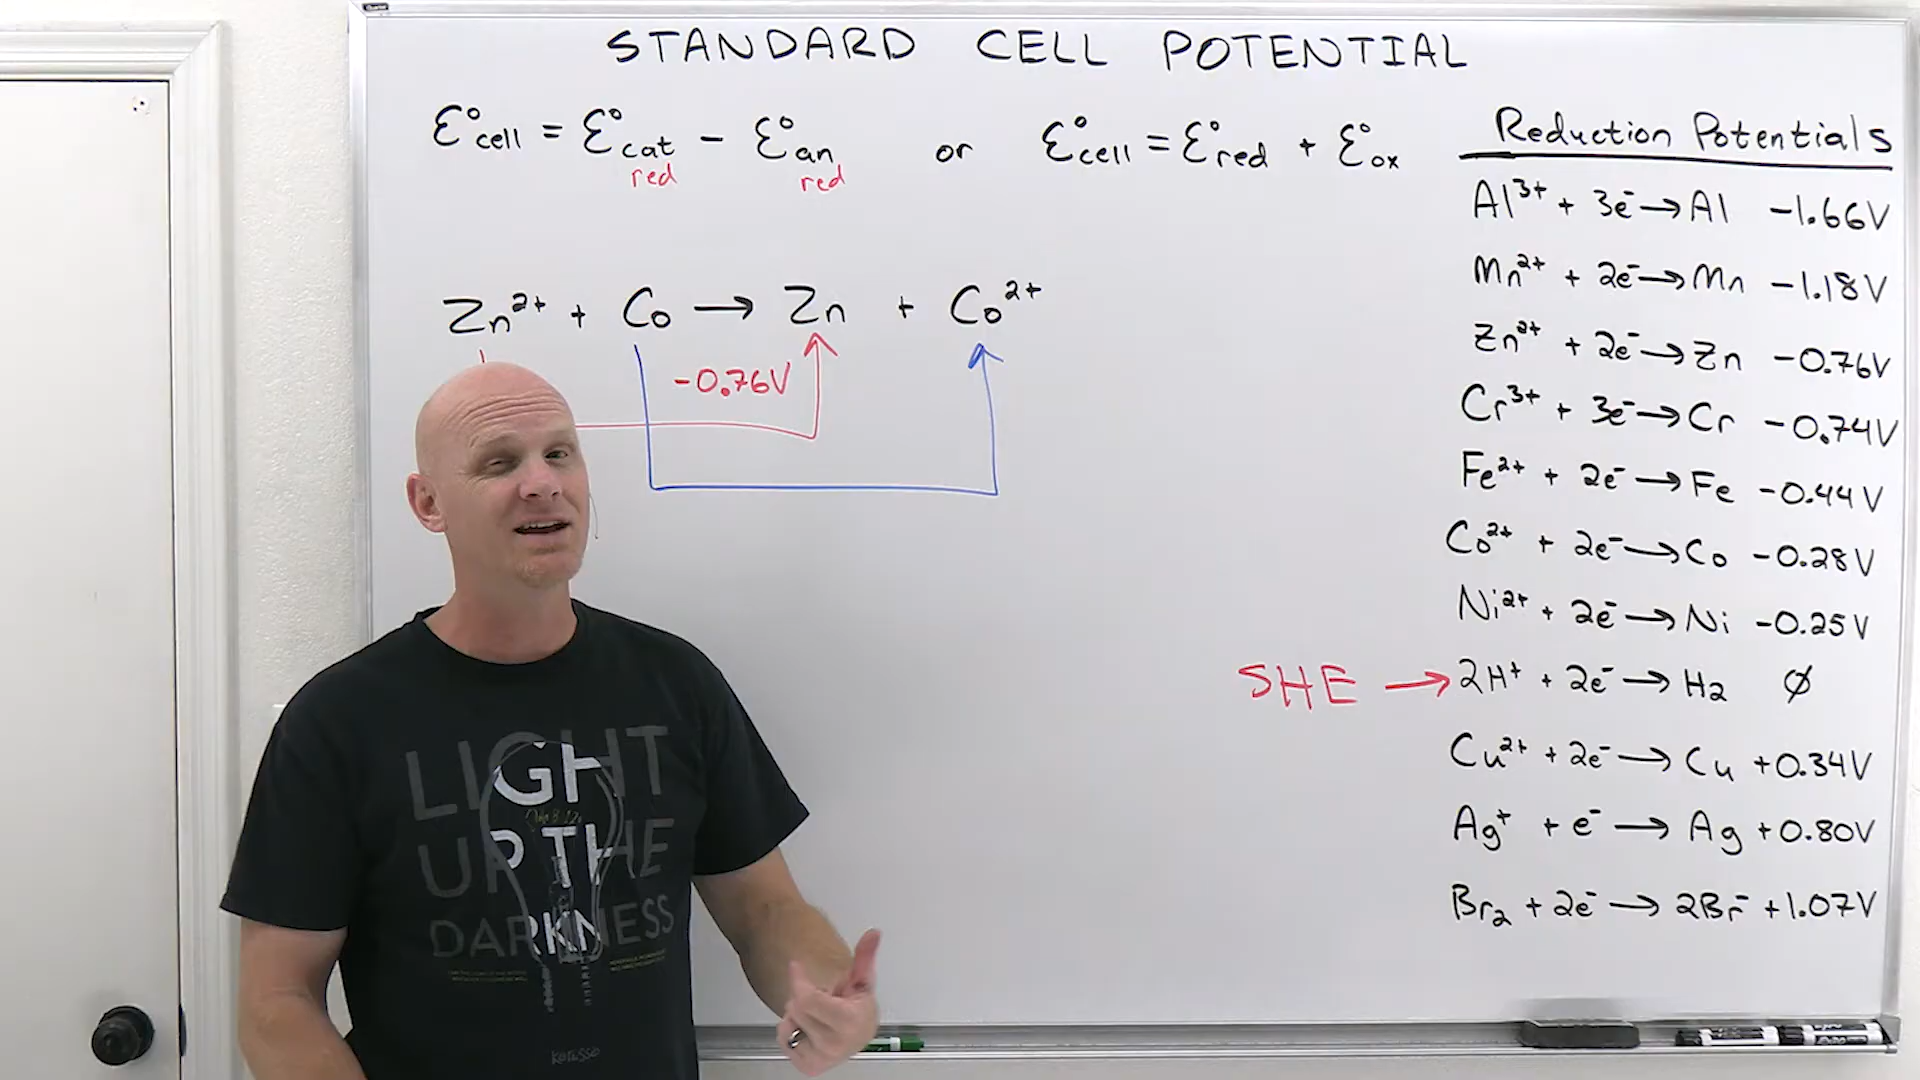 STANDARD CELL POTENTIAL
ℰ°cell = ℰ°cat - ℰ°an or ℰ°cell = ℰ°red + ℰ°ox
red red
Zn²⁺ + Co → Zn + Co²⁺
-0.76V
Reduction Potentials
Al³⁺ + 3e⁻ → Al -1.66V
Mn²⁺ + 2e⁻ → Mn -1.18V
Zn²⁺ + 2e⁻ → Zn -0.76V
Cr³⁺ + 3e⁻ → Cr -0.74V
Fe²⁺ + 2e⁻ → Fe -0.44V
Co²⁺ + 2e⁻ → Co -0.28V
Ni²⁺ + 2e⁻ → Ni -0.25V
SHE → 2H⁺ + 2e⁻ → H₂ Ø
Cu²⁺ + 2e⁻ → Cu +0.34V
Ag⁺ + e⁻ → Ag +0.80V
Br₂ + 2e⁻ → 2Br⁻ +1.07V
LIGHT
UP THE
DARKNESS